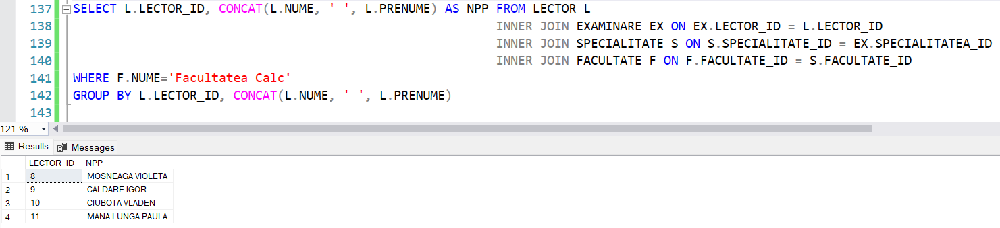 137 SELECT L.LECTOR_ID, CONCAT(L.NUME, ' ', L.PRENUME) AS NPP FROM LECTOR L
138 INNER JOIN EXAMINARE EX ON EX.LECTOR_ID = L.LECTOR_ID
139 INNER JOIN SPECIALITATE S ON S.SPECIALITATE_ID = EX.SPECIALITATEA_ID
140 INNER JOIN FACULTATE F ON F.FACULTATE_ID = S.FACULTATE_ID
141 WHERE F.NUME='Facultatea Calc'
142 GROUP BY L.LECTOR_ID, CONCAT(L.NUME, ' ', L.PRENUME)
143
121 %
Results Messages
LECTOR_ID NPP
1 8 MOSNEAGA VIOLETA
2 9 CALDARE IGOR
3 10 CIUBOTA VLADEN
4 11 MANA LUNGA PAULA